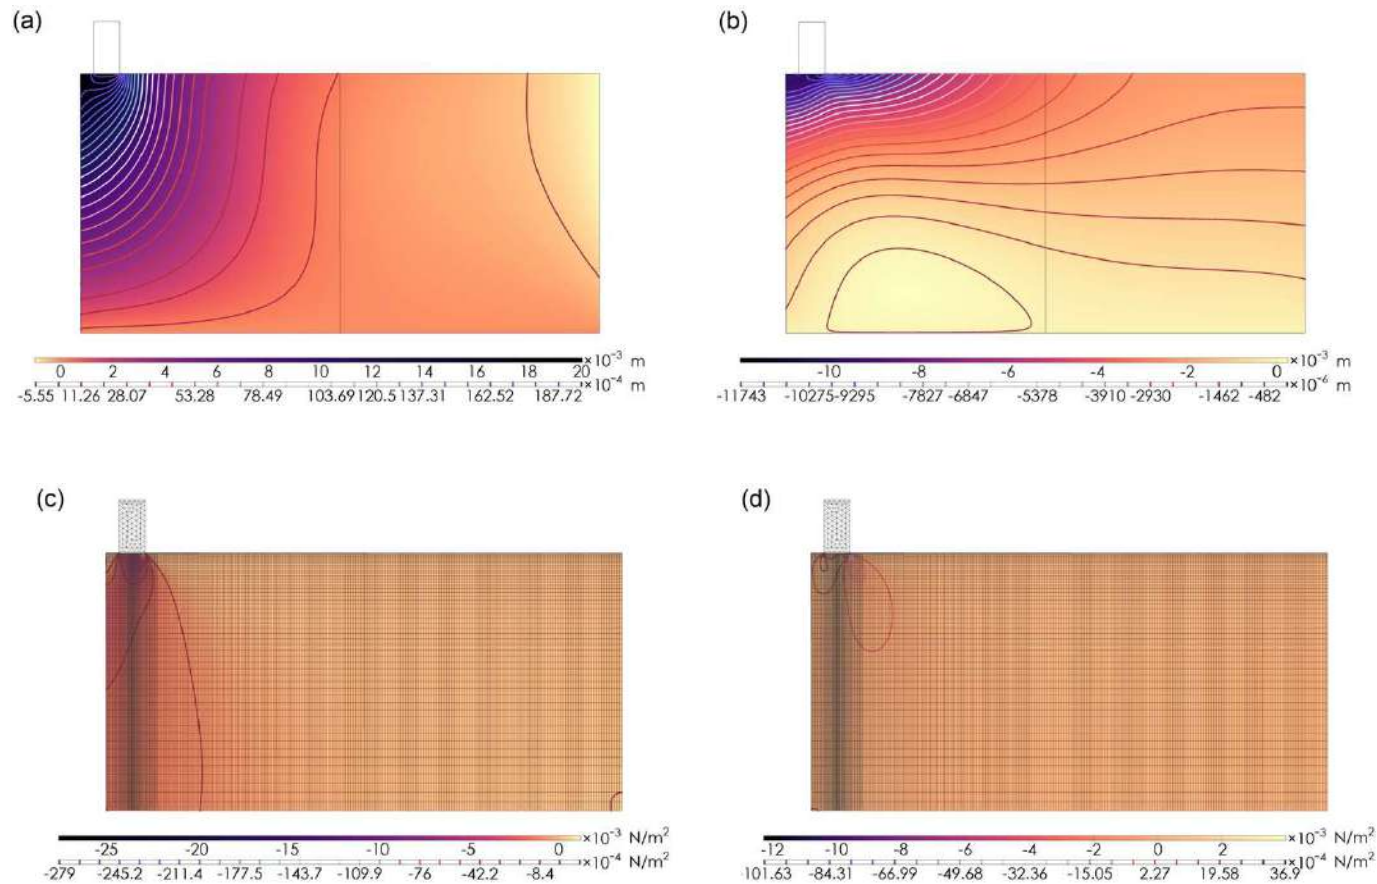 (a)
(b)
×10⁻³ m
0 2 4 6 8 10 12 14 16 18 20
×10⁻⁴ m
-5.55 11.26 28.07 53.28 78.49 103.69 120.5 137.31 162.52 187.72
×10⁻³ m
-10 -8 -6 -4 -2 0
×10⁻⁶ m
-11743 -10275 -9295 -7827 -6847 -5378 -3910 -2930 -1462 -482
(c)
(d)
×10⁻³ N/m²
-25 -20 -15 -10 -5 0
×10⁻⁴ N/m²
-279 -245.2 -211.4 -177.5 -143.7 -109.9 -76 -42.2 -8.4
×10⁻³ N/m²
-12 -10 -8 -6 -4 -2 0 2
×10⁻⁴ N/m²
-101.63 -84.31 -66.99 -49.68 -32.36 -15.05 2.27 19.58 36.9